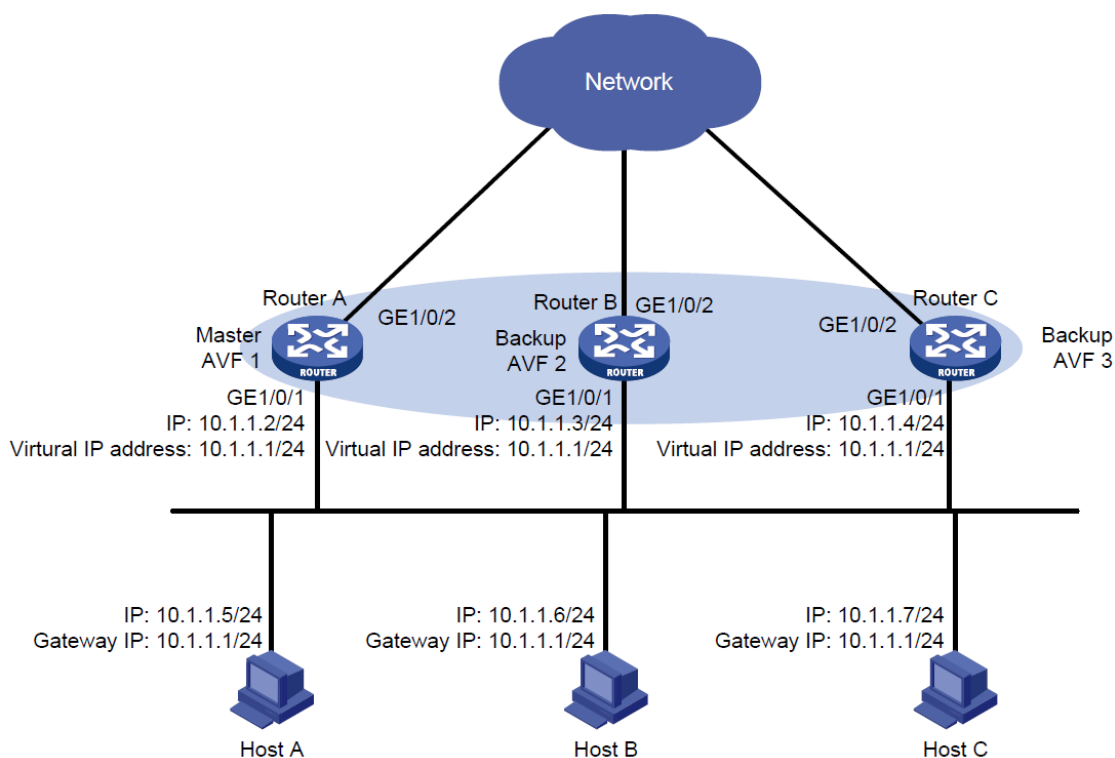 Network
Router A
GE1/0/2
Master
AVF 1
ROUTER
GE1/0/1
IP: 10.1.1.2/24
Virtural IP address: 10.1.1.1/24
Router B
GE1/0/2
Backup
AVF 2
ROUTER
GE1/0/1
IP: 10.1.1.3/24
Virtual IP address: 10.1.1.1/24
Router C
GE1/0/2
Backup
AVF 3
ROUTER
GE1/0/1
IP: 10.1.1.4/24
Virtual IP address: 10.1.1.1/24
IP: 10.1.1.5/24
Gateway IP: 10.1.1.1/24
Host A
IP: 10.1.1.6/24
Gateway IP: 10.1.1.1/24
Host B
IP: 10.1.1.7/24
Gateway IP: 10.1.1.1/24
Host C